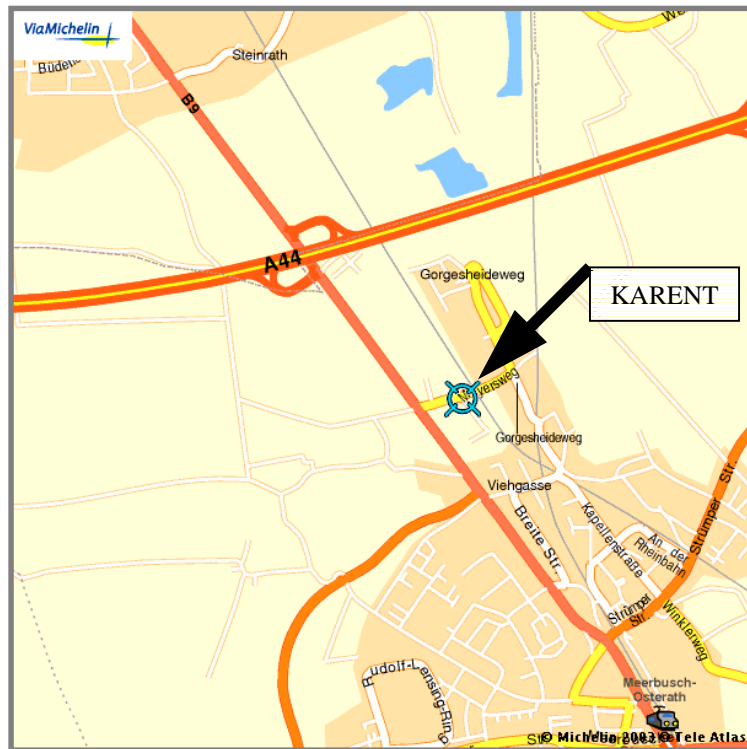 ViaMichelin
Steinrath
B9
A44
Gorgesheideweg
KARENT
Meyersweg
Gorgesheideweg
Viehgasse
Breite Str.
Kapellenstraße
An der
Rheinbahn
Strümper Str.
Strümper
Str.
Winklerweg
Rudolf-Lensing-Ring
Meerbusch-
Osterath
© Michelin 2003 © Tele Atlas